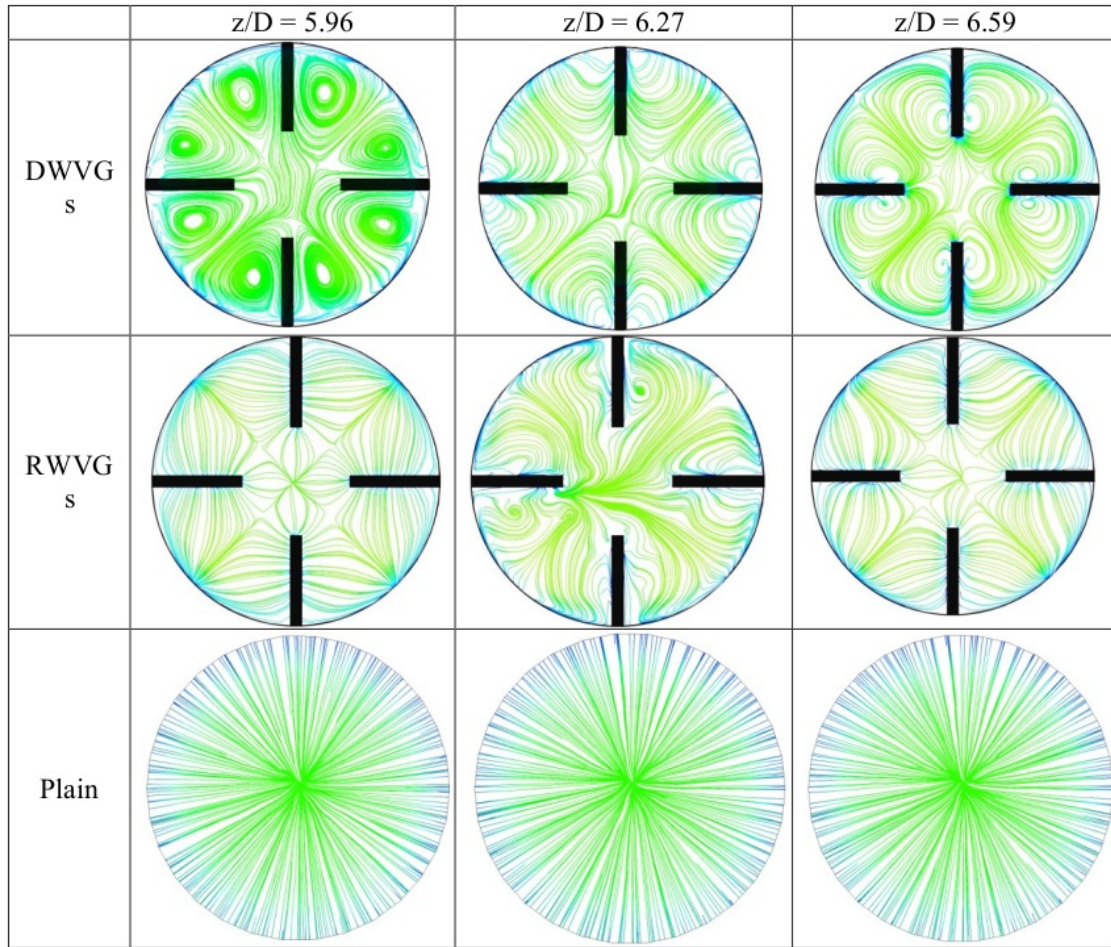 z/D = 5.96
z/D = 6.27
z/D = 6.59
DWVG
s
RWVG
s
Plain